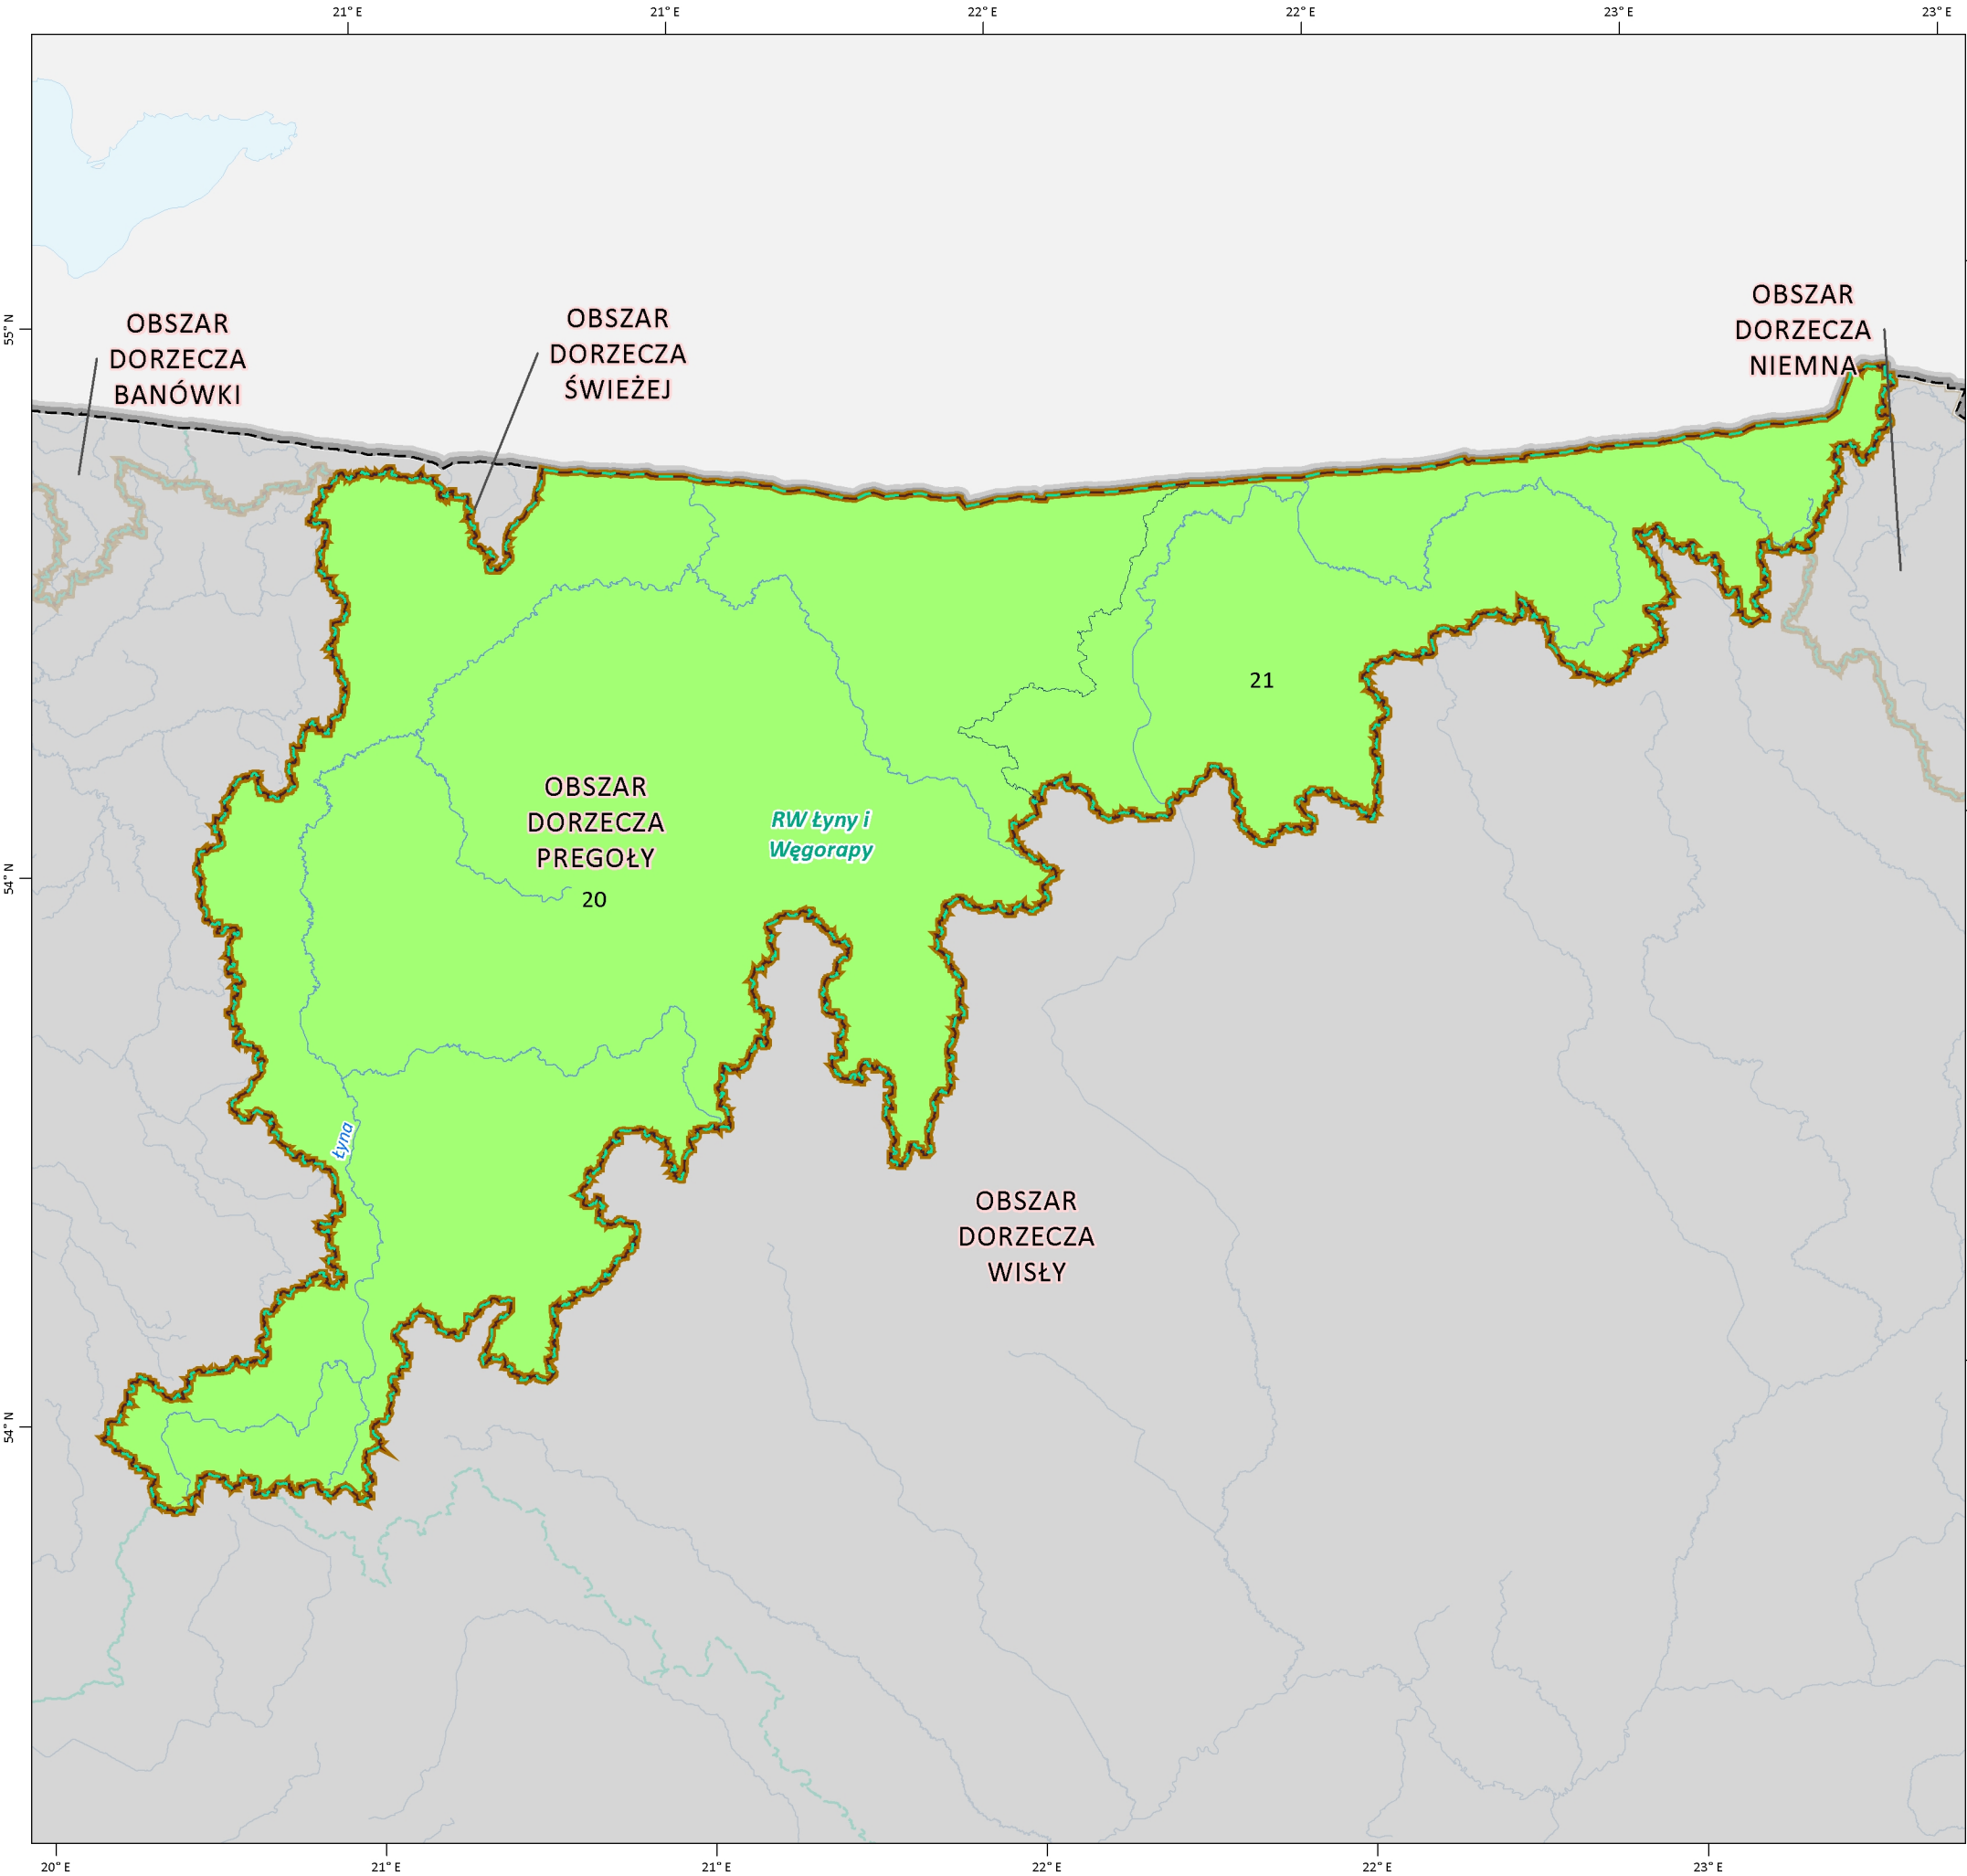 21° E
21° E
22° E
22° E
23° E
23° E
55° N
OBSZAR
DORZECZA
BANÓWKI
OBSZAR
DORZECZA
ŚWIEŻEJ
OBSZAR
DORZECZA
NIEMNA
21
OBSZAR
DORZECZA
PREGOŁY
20
RW Łyny i
Węgorapy
54° N
Łyna
OBSZAR
DORZECZA
WISŁY
54° N
20° E
21° E
21° E
22° E
22° E
23° E